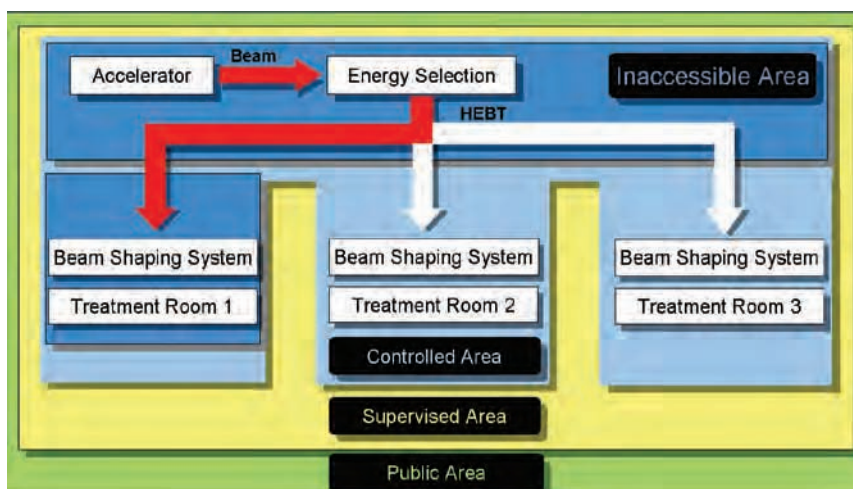 Beam
Accelerator
Energy Selection
Inaccessible Area
HEBT
Beam Shaping System
Beam Shaping System
Beam Shaping System
Treatment Room 1
Treatment Room 2
Treatment Room 3
Controlled Area
Supervised Area
Public Area